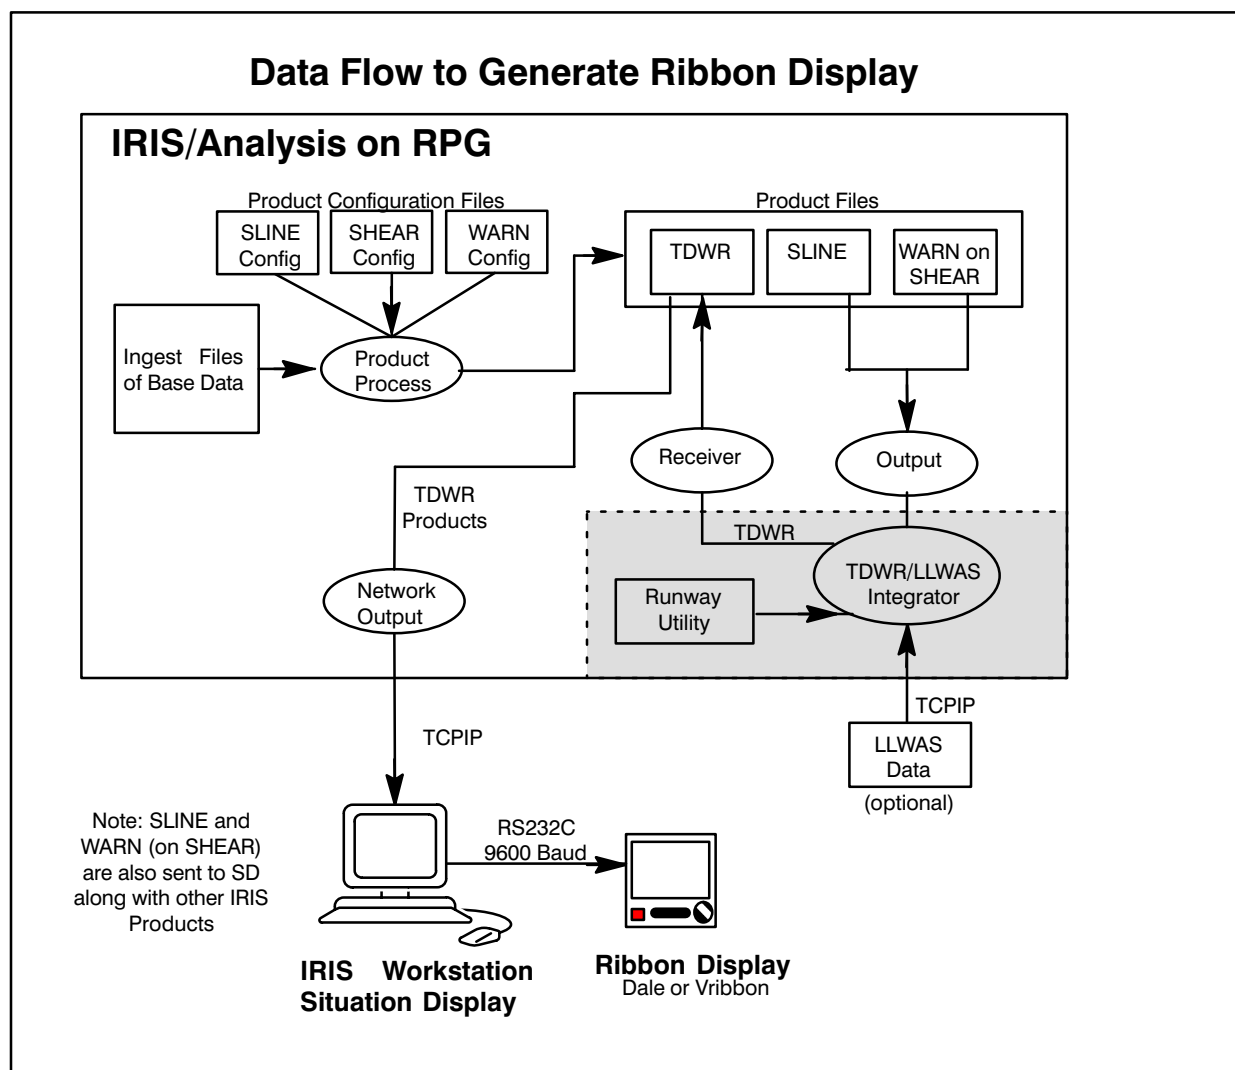 Data Flow to Generate Ribbon Display
IRIS/Analysis on RPG
Product Configuration Files
SLINE
Config
SHEAR
Config
WARN
Config
Product Files
TDWR
SLINE
WARN on
SHEAR
Ingest Files
of Base Data
Product
Process
Receiver
Output
TDWR
Products
TDWR
TDWR/LLWAS
Integrator
Runway
Utility
Network
Output
TCPIP
TCPIP
LLWAS
Data
(optional)
Note: SLINE and
WARN (on SHEAR)
are also sent to SD
along with other IRIS
Products
RS232C
9600 Baud
IRIS Workstation
Situation Display
Ribbon Display
Dale or Vribbon